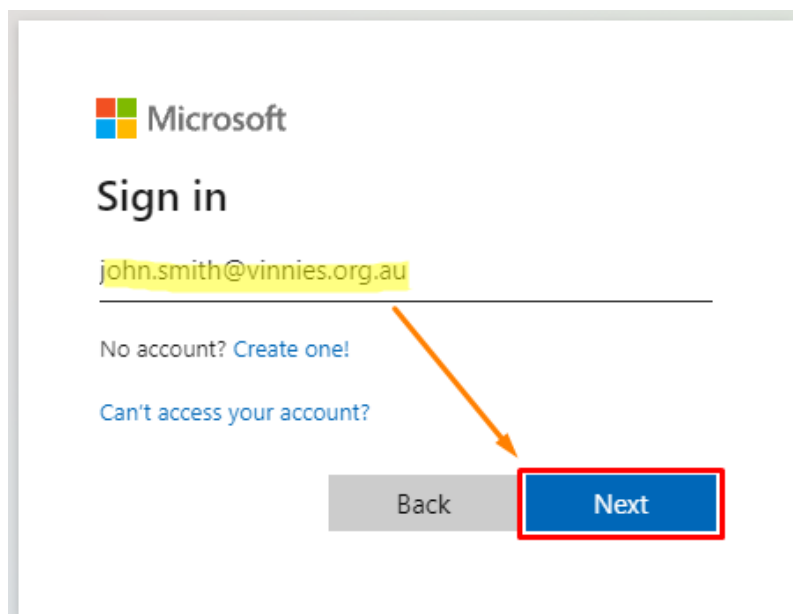 Microsoft
Sign in
john.smith@vinnies.org.au
No account? Create one!
Can't access your account?
Back Next